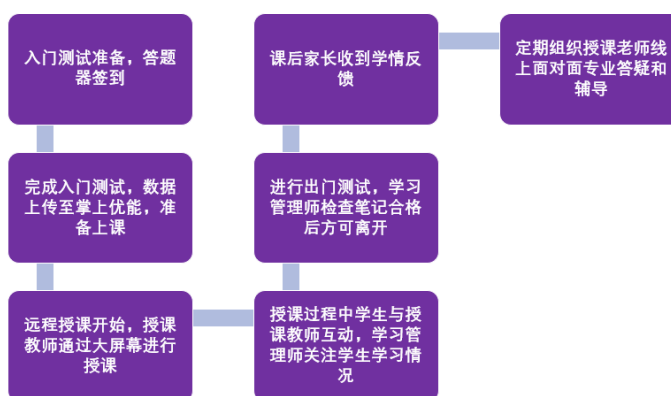 入门测试准备，答题
器签到
完成入门测试，数据
上传至掌上优能，准
备上课
远程授课开始，授课
教师通过大屏幕进行
授课
授课过程中学生与授
课教师互动，学习管
理师关注学生学习情
况
进行出门测试，学习
管理师检查笔记合格
后方可离开
课后家长收到学情反
馈
定期组织授课老师线
上面对面专业答疑和
辅导